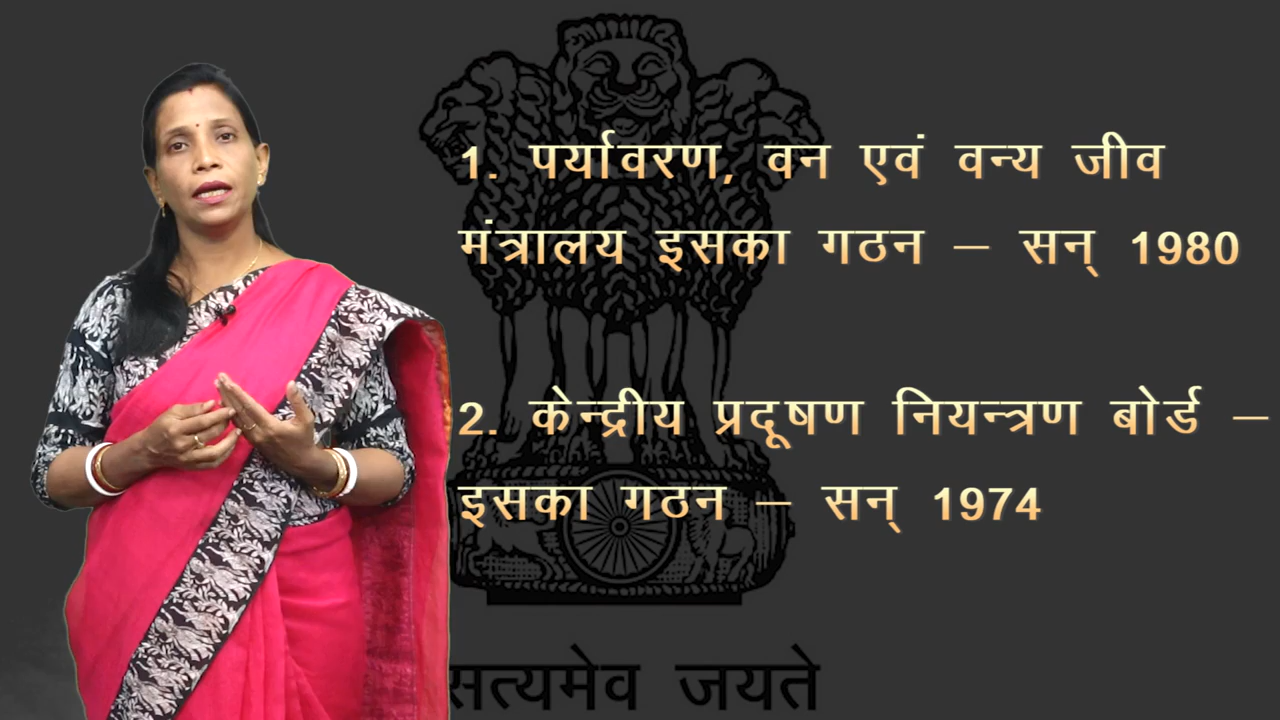 1. पर्यावरण, वन एवं वन्य जीव
मंत्रालय इसका गठन – सन् 1980
2. केन्द्रीय प्रदूषण नियन्त्रण बोर्ड –
इसका गठन – सन् 1974
सत्यमेव जयते